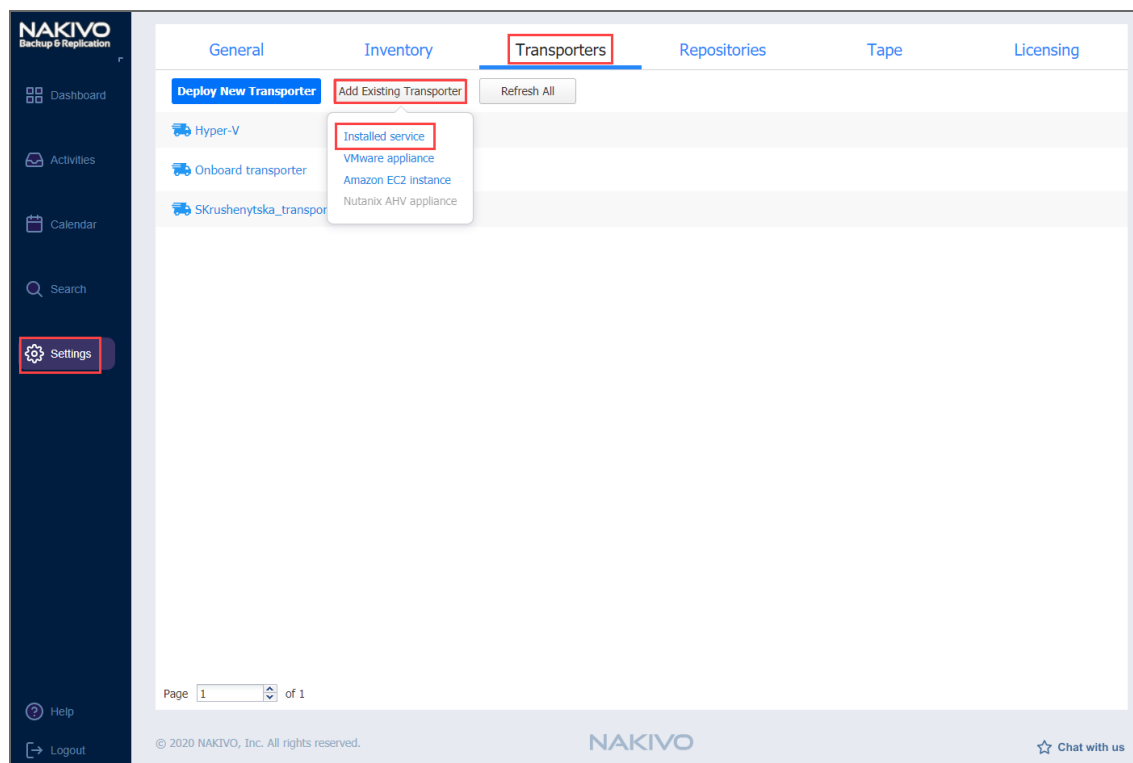 NAKIVO
Backup & Replication
Dashboard
Activities
Calendar
Search
Settings
Help
Logout
General Inventory Transporters Repositories Tape Licensing
Deploy New Transporter Add Existing Transporter Refresh All
Hyper-V
Onboard transporter
SKrushenytska_transpor
Installed service
VMware appliance
Amazon EC2 instance
Nutanix AHV appliance
Page 1 of 1
© 2020 NAKIVO, Inc. All rights reserved. NAKIVO Chat with us